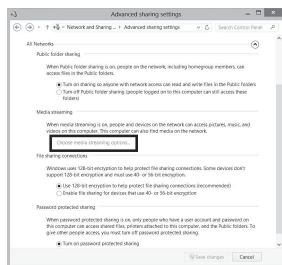 Advanced sharing settings
Network and Sharing... Advanced sharing settings
Search Control Panel
All Networks
Public folder sharing
When Public folder sharing is on, people on the network, including homegroup members, can
access files in the Public folders.
Turn on sharing so anyone with network access can read and write files in the Public folders
Turn off Public folder sharing (people logged on to this computer can still access these
folders)
Media streaming
When media streaming is on, people and devices on the network can access pictures, music, and
videos on this computer. This computer can also find media on the network.
Choose media streaming options...
File sharing connections
Windows uses 128-bit encryption to help protect file sharing connections. Some devices don't
support 128-bit encryption and must use 40- or 56-bit encryption.
Use 128-bit encryption to help protect file sharing connections (recommended)
Enable file sharing for devices that use 40- or 56-bit encryption
Password protected sharing
When password protected sharing is on, only people who have a user account and password on
this computer can access shared files, printers attached to this computer, and the Public folders. To
give other people access, you must turn off password protected sharing.
Turn on password protected sharing
Save changes
Cancel